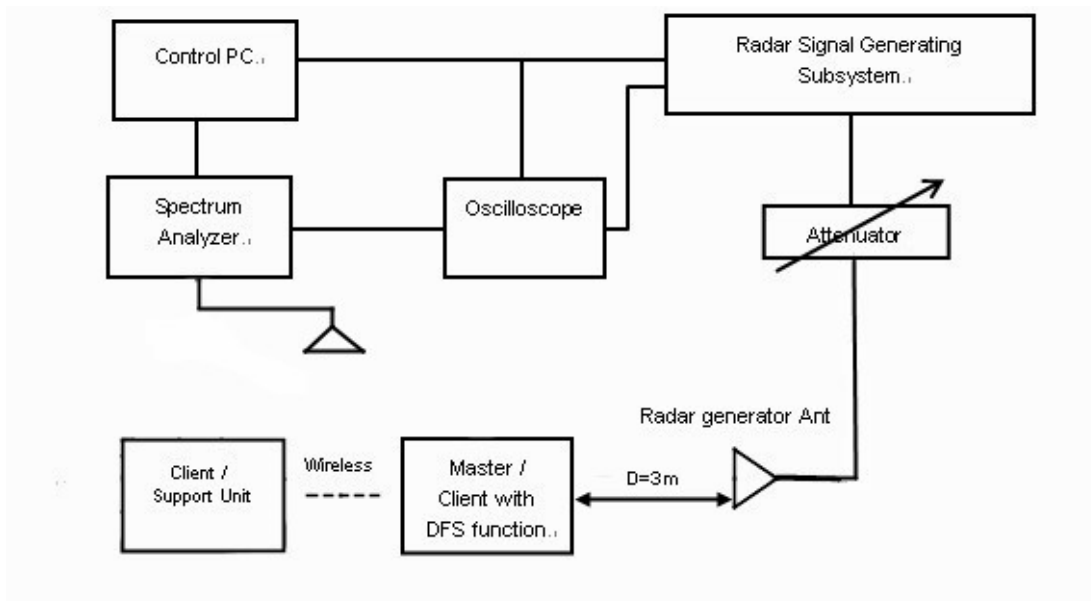 Control PC.
Radar Signal Generating
Subsystem.
Spectrum
Analyzer.
Oscilloscope
Attenuator
Radar generator Ant
Client /
Support Unit
Wireless
Master /
Client with
DFS function.
D=3m